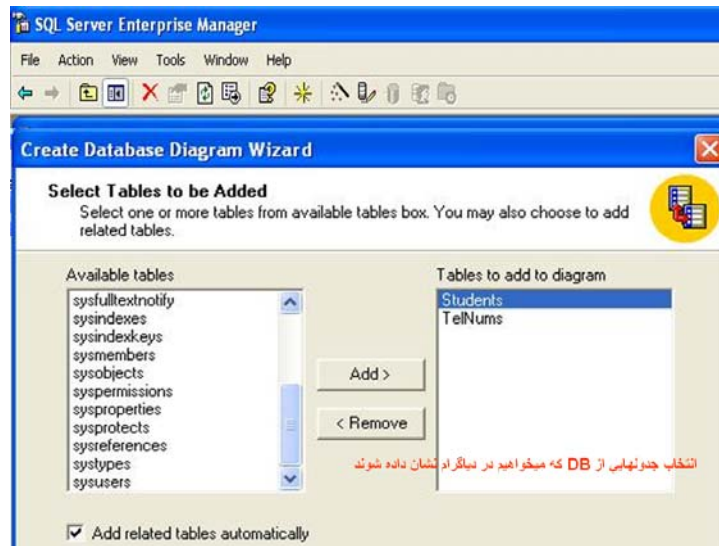 SQL Server Enterprise Manager
File Action View Tools Window Help
Create Database Diagram Wizard
Select Tables to be Added
Select one or more tables from available tables box. You may also choose to add
related tables.
Available tables
sysfulltextnotify
sysindexes
sysindexkeys
sysmembers
sysobjects
syspermissions
sysproperties
sysprotects
sysreferences
systypes
sysusers
Add >
< Remove
Tables to add to diagram
Students
TelNums
انتخاب جدولهايي از DB که ميخواهيم در دياگرام نشان داده شوند
Add related tables automatically